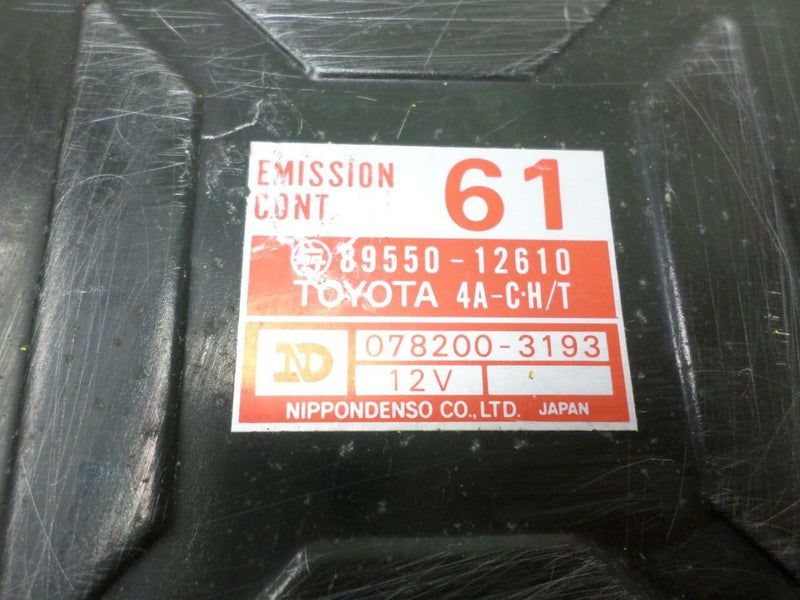 EMISSION
CONT 61
89550-12610
TOYOTA 4A-C·H/T
ND 078200-3193
12V
NIPPONDENSO CO.,LTD. JAPAN